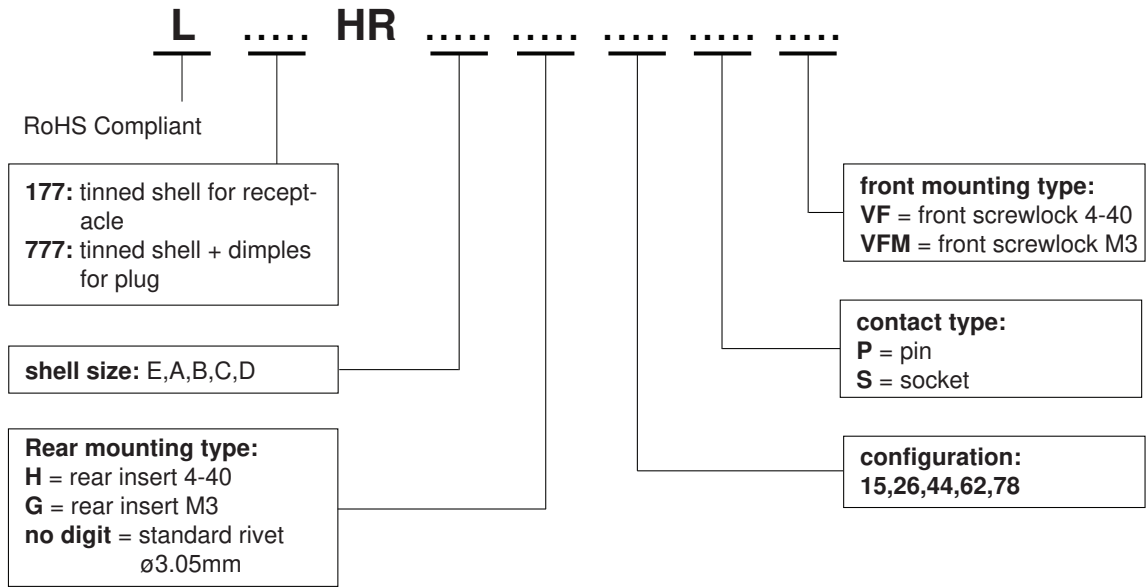 L ..... HR ..... ..... ..... ..... .....
RoHS Compliant
177: tinned shell for recept-
acle
777: tinned shell + dimples
for plug
shell size: E,A,B,C,D
Rear mounting type:
H = rear insert 4-40
G = rear insert M3
no digit = standard rivet
ø3.05mm
front mounting type:
VF = front screwlock 4-40
VFM = front screwlock M3
contact type:
P = pin
S = socket
configuration:
15,26,44,62,78